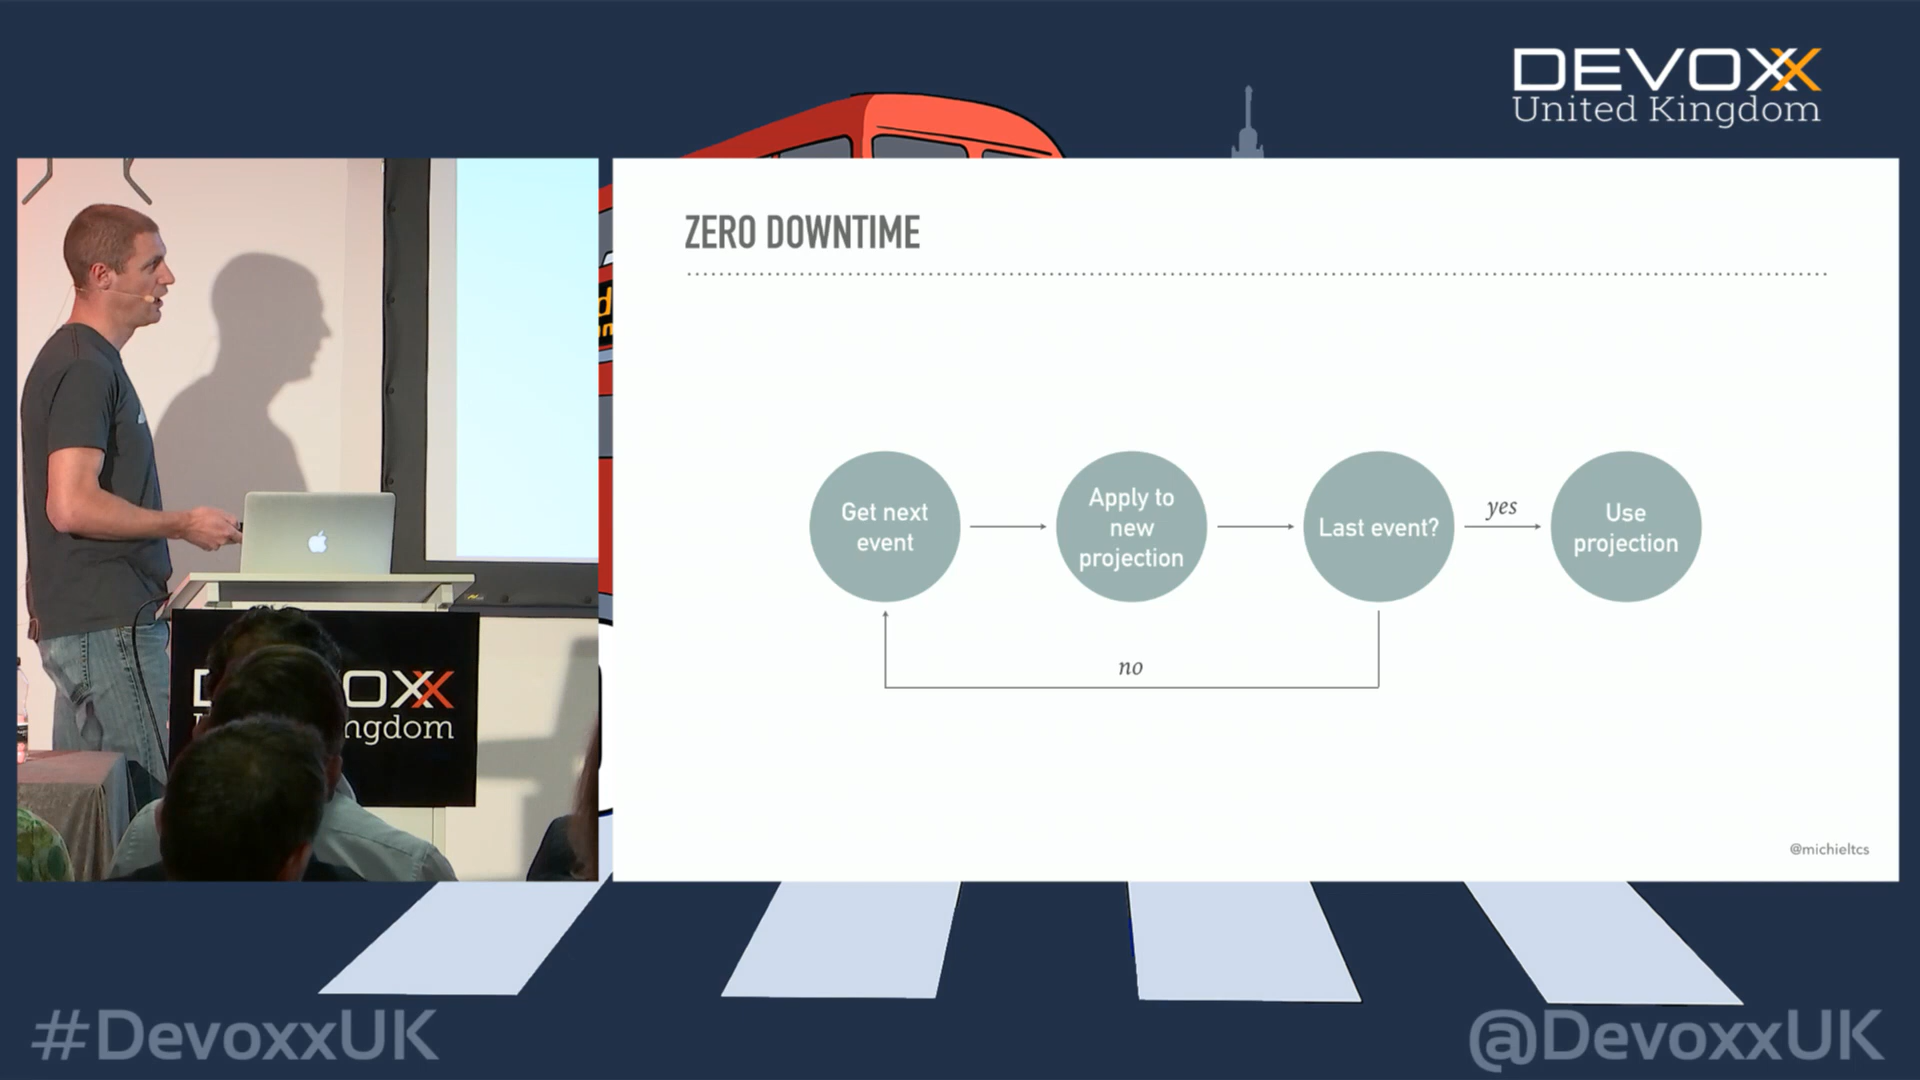 DEVOXX
United Kingdom
ZERO DOWNTIME
Get next
event
Apply to
new
projection
Last event?
yes
Use
projection
no
@michieltcs
OXX
ngdom
#DevoxxUK
@DevoxxUK